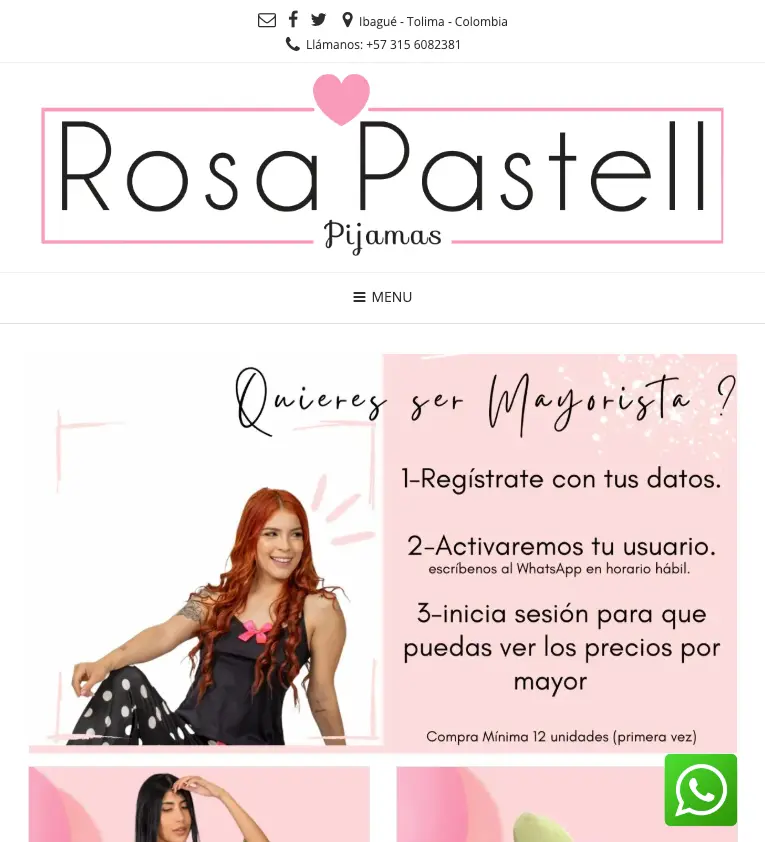 Ibagué - Tolima - Colombia
Llámanos: +57 315 6082381
Rosa Pastell
Pijamas
MENU
Quieres ser Mayorista ?
1-Regístrate con tus datos.
2-Activaremos tu usuario.
escríbenos al WhatsApp en horario hábil.
3-inicia sesión para que
puedas ver los precios por
mayor
Compra Mínima 12 unidades (primera vez)